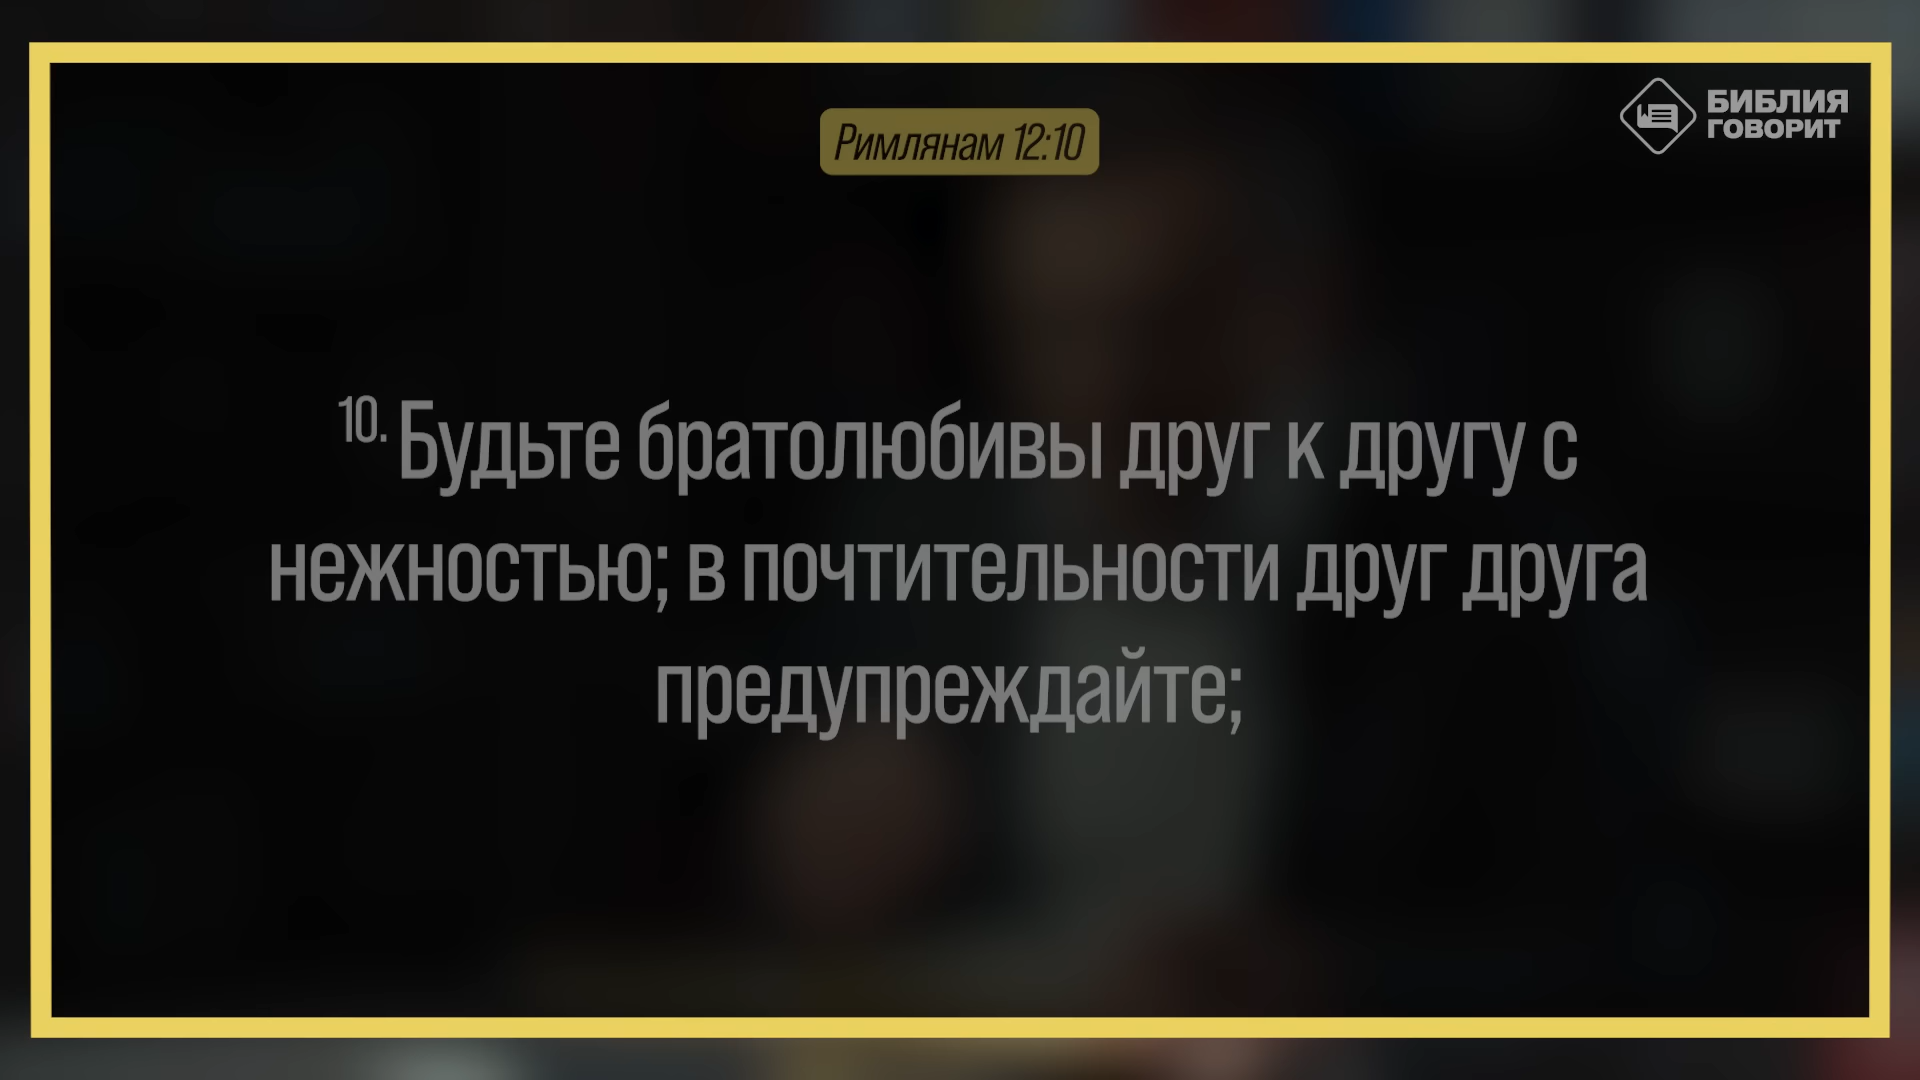 Римлянам 12:10
БИБЛИЯ
ГОВОРИТ
10. Будьте братолюбивы друг к другу с
нежностью; в почтительности друг друга
предупреждайте;